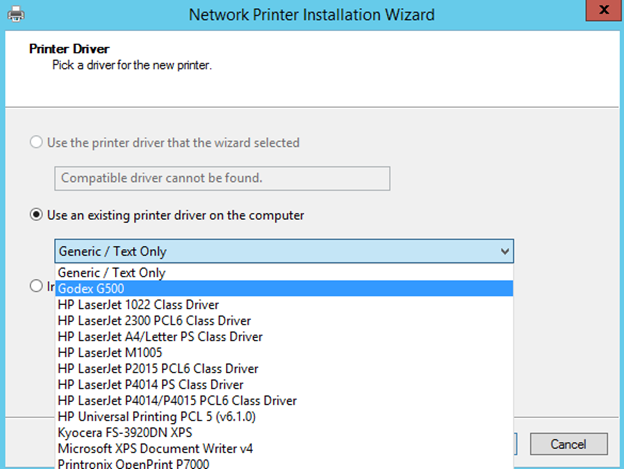 Network Printer Installation Wizard
x
Printer Driver
Pick a driver for the new printer.
Use the printer driver that the wizard selected
Compatible driver cannot be found.
Use an existing printer driver on the computer
Generic / Text Only
Generic / Text Only
Godex G500
HP LaserJet 1022 Class Driver
HP LaserJet 2300 PCL6 Class Driver
HP LaserJet A4/Letter PS Class Driver
HP LaserJet M1005
HP LaserJet P2015 PCL6 Class Driver
HP LaserJet P4014 PS Class Driver
HP LaserJet P4014/P4015 PCL6 Class Driver
HP Universal Printing PCL 5 (v6.1.0)
Kyocera FS-3920DN XPS
Microsoft XPS Document Writer v4
Printronix OpenPrint P7000
Cancel